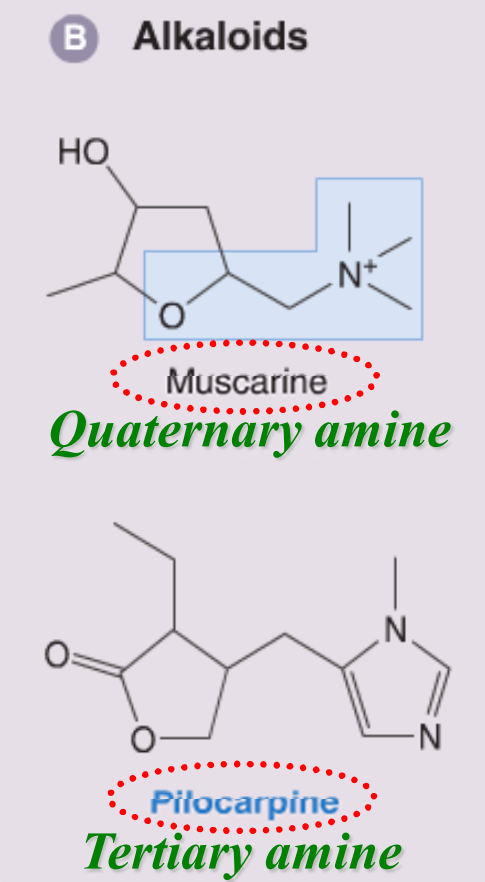 B Alkaloids
HO
N+
O
Muscarine
Quaternary amine
N
O
O
N
Pilocarpine
Tertiary amine